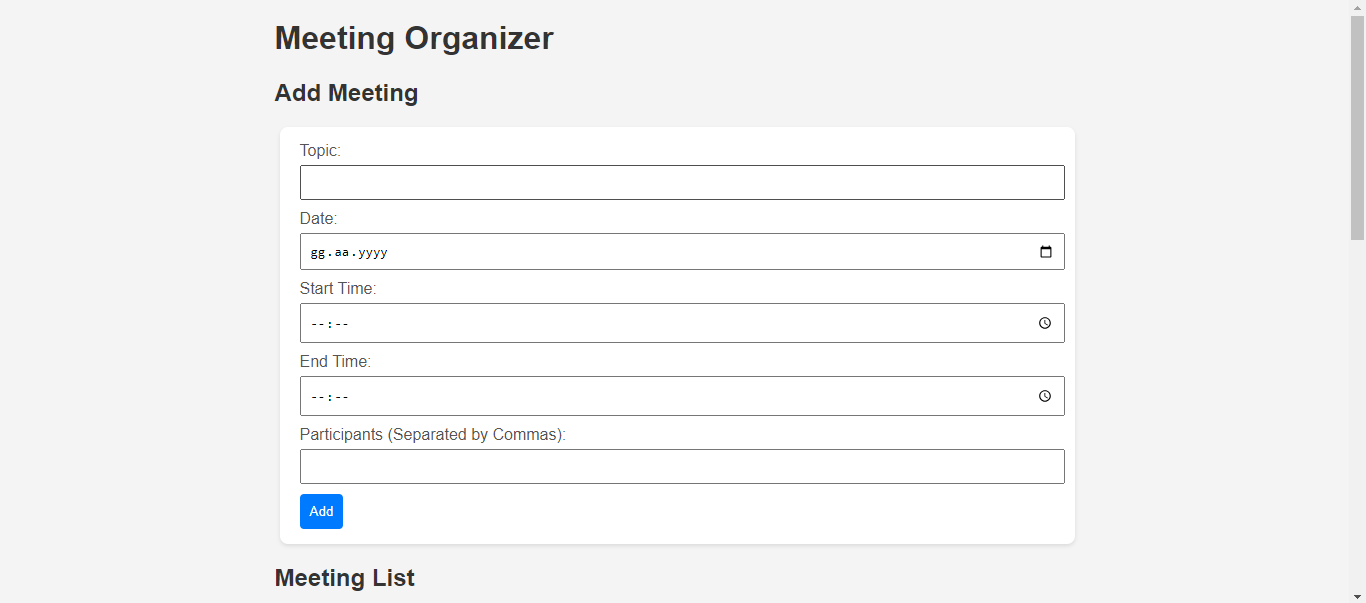 Meeting Organizer
Add Meeting
Topic:
Date:
gg.aa.yyyy
Start Time:
--:--
End Time:
--:--
Participants (Separated by Commas):
Add
Meeting List